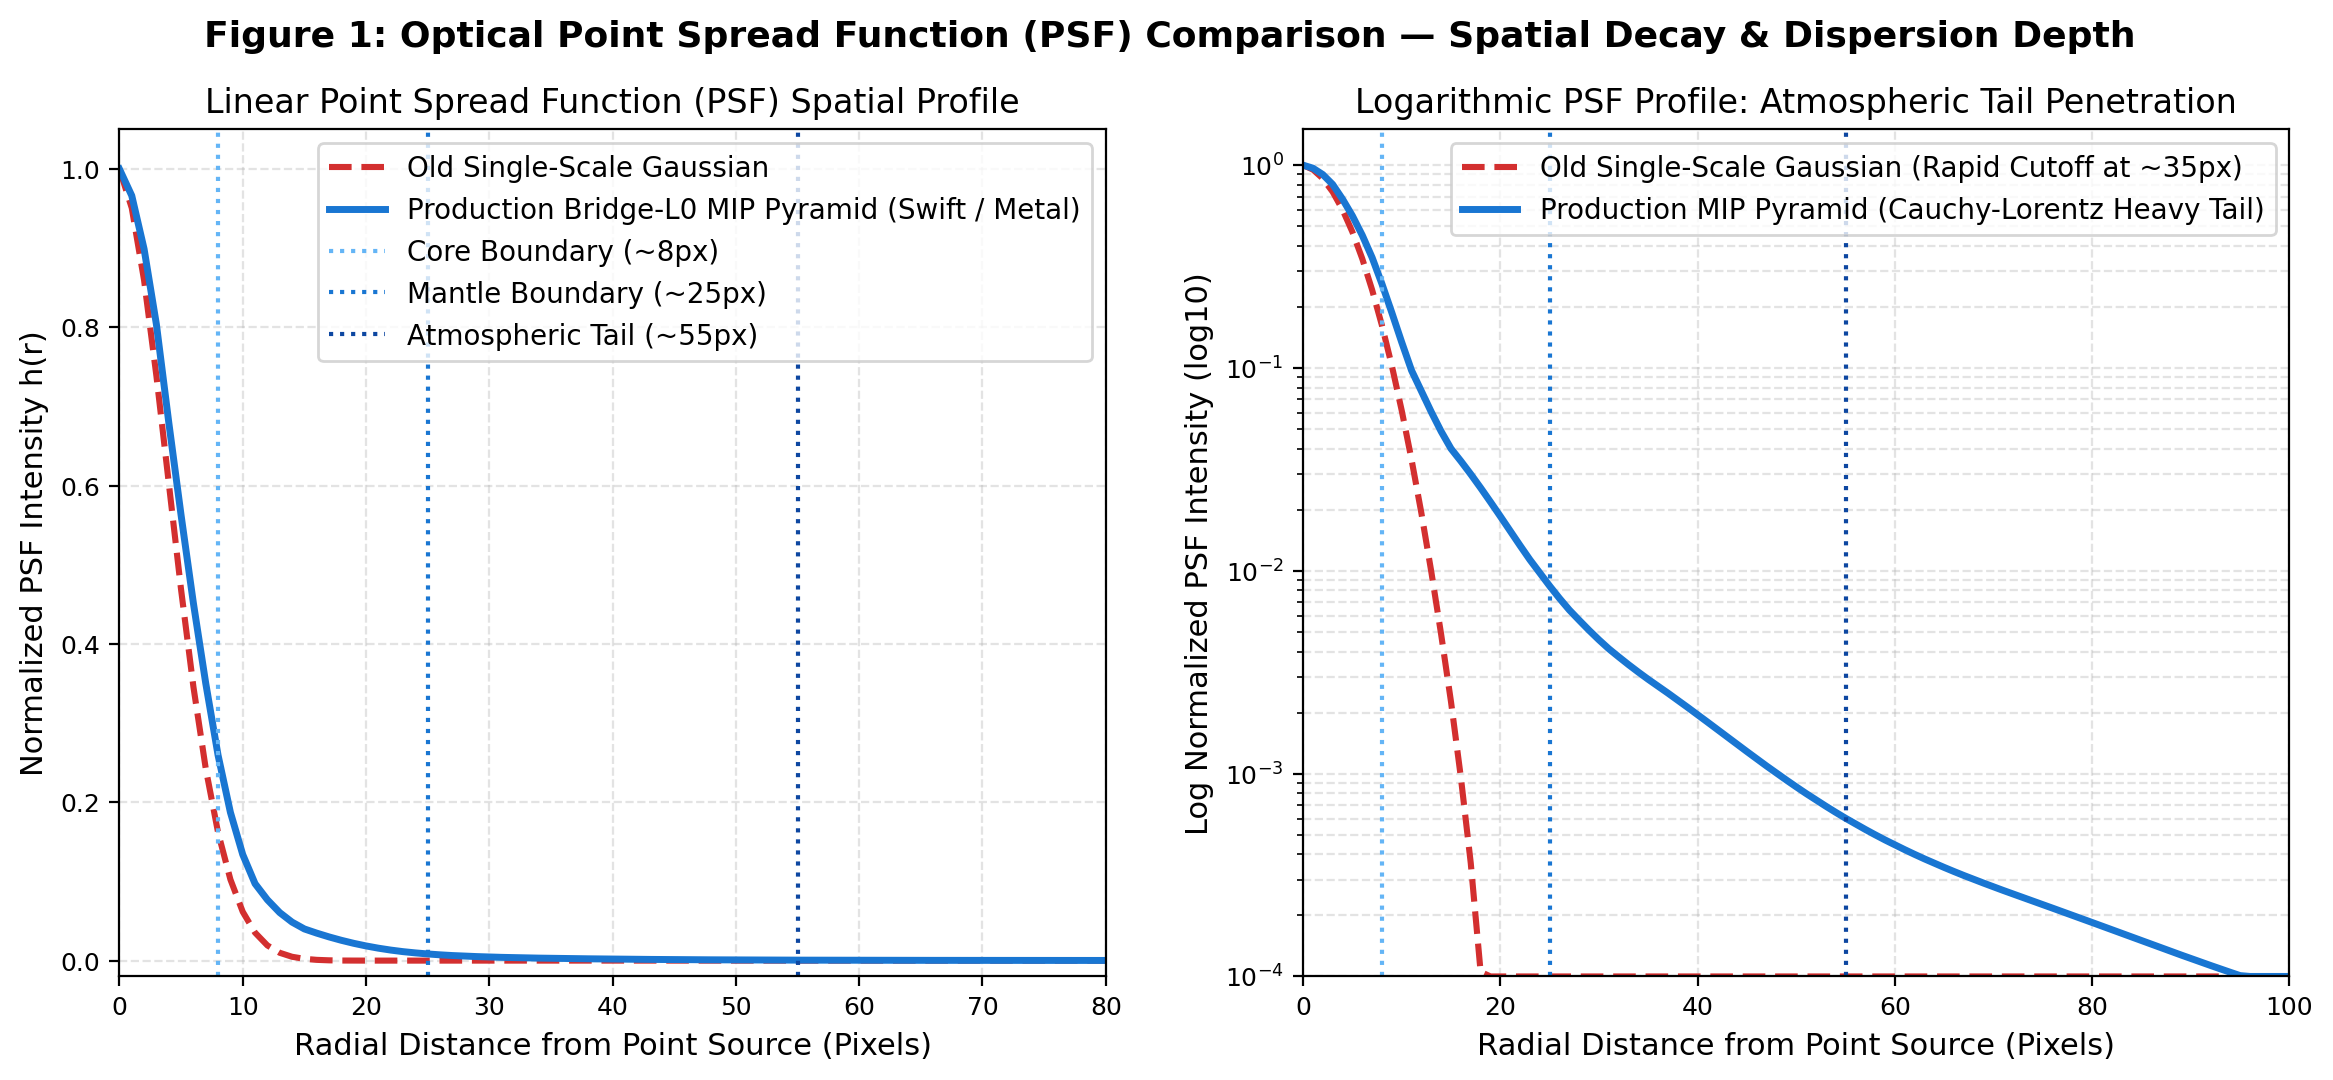 Figure 1: Optical Point Spread Function (PSF) Comparison — Spatial Decay & Dispersion Depth
Linear Point Spread Function (PSF) Spatial Profile
Old Single-Scale Gaussian
Production Bridge-L0 MIP Pyramid (Swift / Metal)
Core Boundary (~8px)
Mantle Boundary (~25px)
Atmospheric Tail (~55px)
Normalized PSF Intensity h(r)
1.0
0.8
0.6
0.4
0.2
0.0
0 10 20 30 40 50 60 70 80
Radial Distance from Point Source (Pixels)
Logarithmic PSF Profile: Atmospheric Tail Penetration
Old Single-Scale Gaussian (Rapid Cutoff at ~35px)
Production MIP Pyramid (Cauchy-Lorentz Heavy Tail)
Log Normalized PSF Intensity (log10)
10⁰
10⁻¹
10⁻²
10⁻³
10⁻⁴
0 20 40 60 80 100
Radial Distance from Point Source (Pixels)